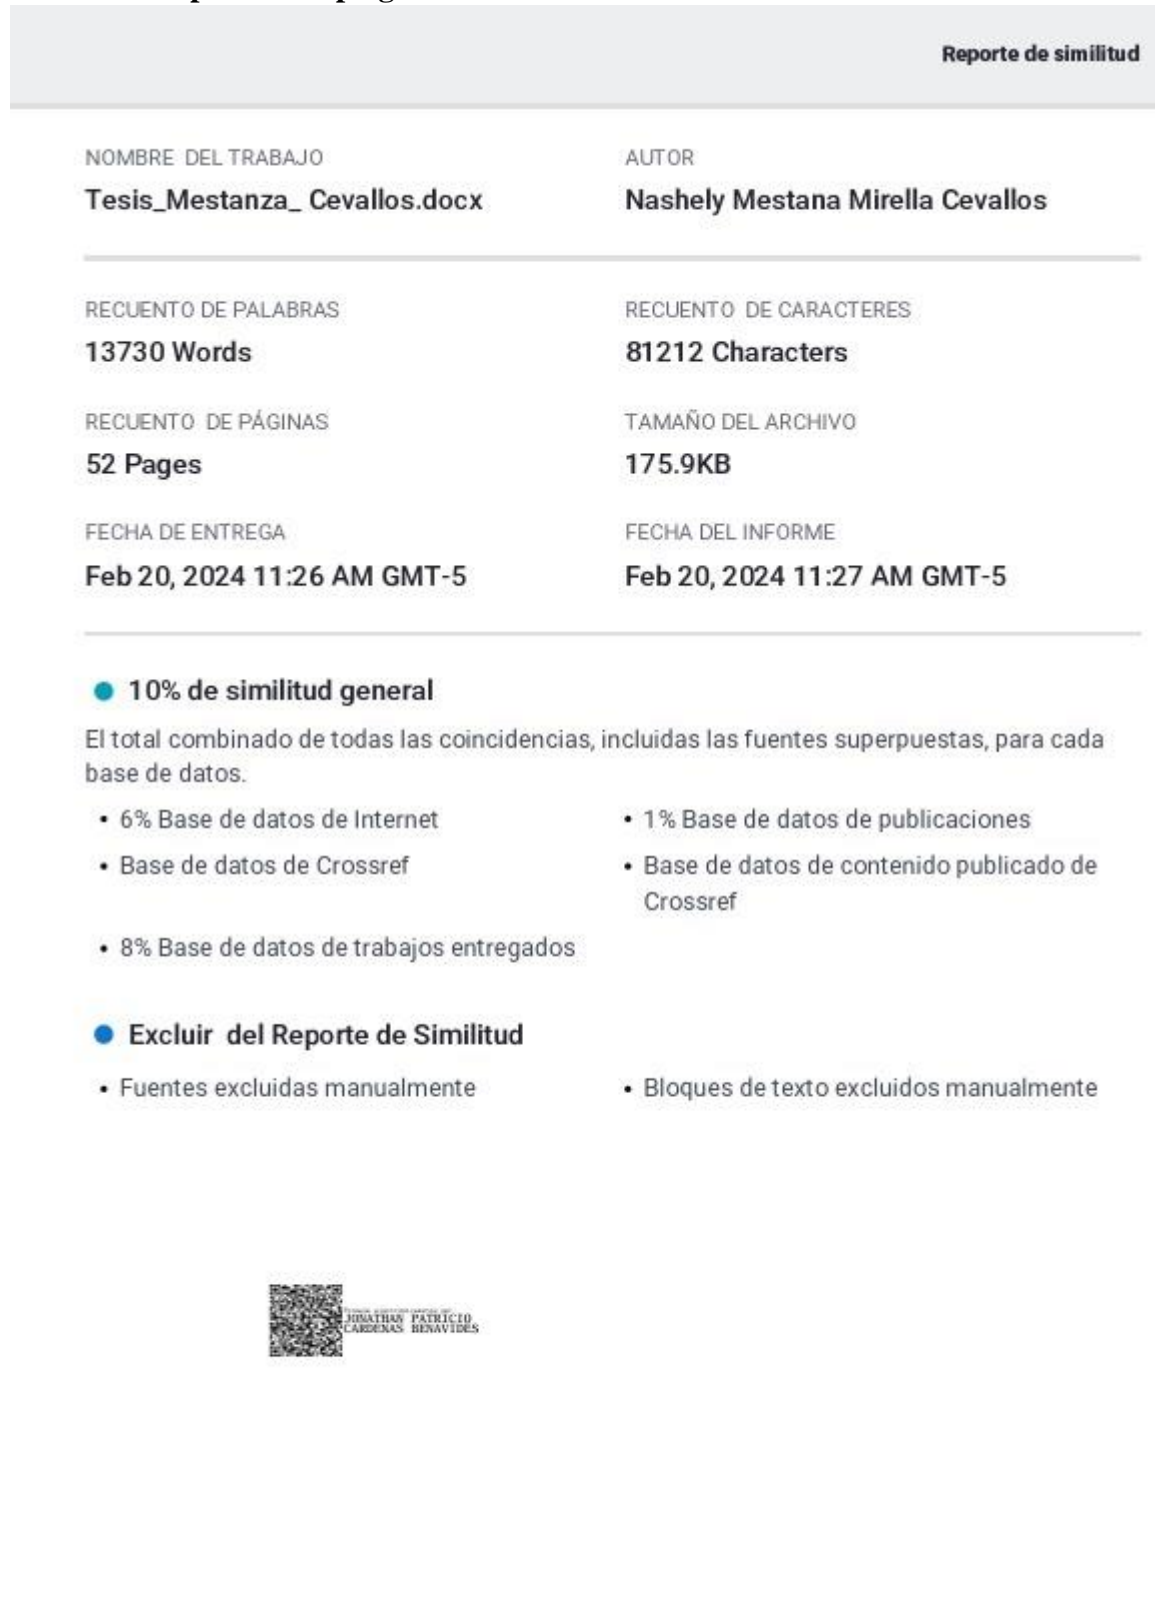 Reporte de similitud
NOMBRE DEL TRABAJO
Tesis_Mestanza_ Cevallos.docx
AUTOR
Nashely Mestana Mirella Cevallos
RECUENTO DE PALABRAS
13730 Words
RECUENTO DE CARACTERES
81212 Characters
RECUENTO DE PÁGINAS
52 Pages
TAMAÑO DEL ARCHIVO
175.9KB
FECHA DE ENTREGA
Feb 20, 2024 11:26 AM GMT-5
FECHA DEL INFORME
Feb 20, 2024 11:27 AM GMT-5
● 10% de similitud general
El total combinado de todas las coincidencias, incluidas las fuentes superpuestas, para cada
base de datos.
• 6% Base de datos de Internet
• 1% Base de datos de publicaciones
• Base de datos de Crossref
• Base de datos de contenido publicado de
Crossref
• 8% Base de datos de trabajos entregados
● Excluir del Reporte de Similitud
• Fuentes excluidas manualmente
• Bloques de texto excluidos manualmente
JONATHAN PATRICIO
CARDENAS BENAVIDES